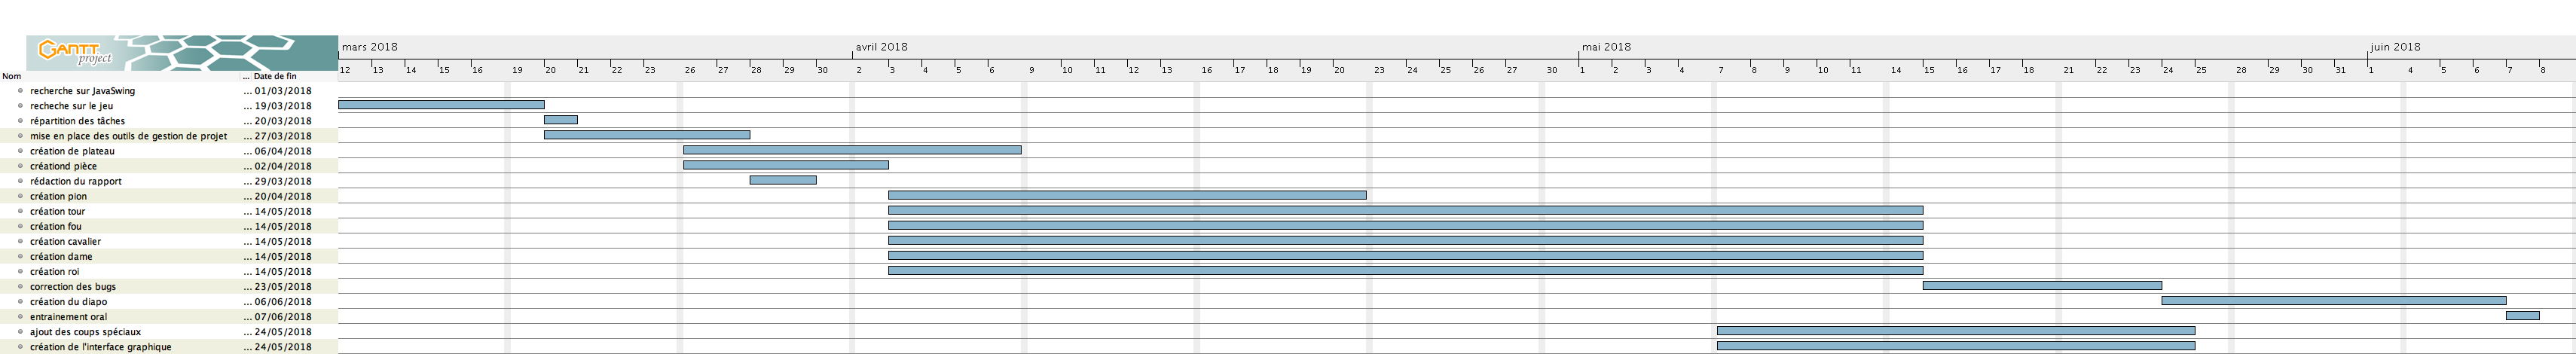 GANTT project
mars 2018 avril 2018 mai 2018 juin 2018
12 13 14 15 16 19 20 21 22 23 26 27 28 29 30 2 3 4 5 6 9 10 11 12 13 16 17 18 19 20 23 24 25 26 27 30 1 2 3 4 7 8 9 10 11 14 15 16 17 18 21 22 23 24 25 28 29 30 31 1 4 5 6 7 8
Nom ... Date de fin
recherche sur JavaSwing ... 01/03/2018
recheche sur le jeu ... 19/03/2018
répartition des tâches ... 20/03/2018
mise en place des outils de gestion de projet ... 27/03/2018
création de plateau ... 06/04/2018
créationd pièce ... 02/04/2018
rédaction du rapport ... 29/03/2018
création pion ... 20/04/2018
création tour ... 14/05/2018
création fou ... 14/05/2018
création cavalier ... 14/05/2018
création dame ... 14/05/2018
création roi ... 14/05/2018
correction des bugs ... 23/05/2018
création du diapo ... 06/06/2018
entrainement oral ... 07/06/2018
ajout des coups spéciaux ... 24/05/2018
création de l'interface graphique ... 24/05/2018